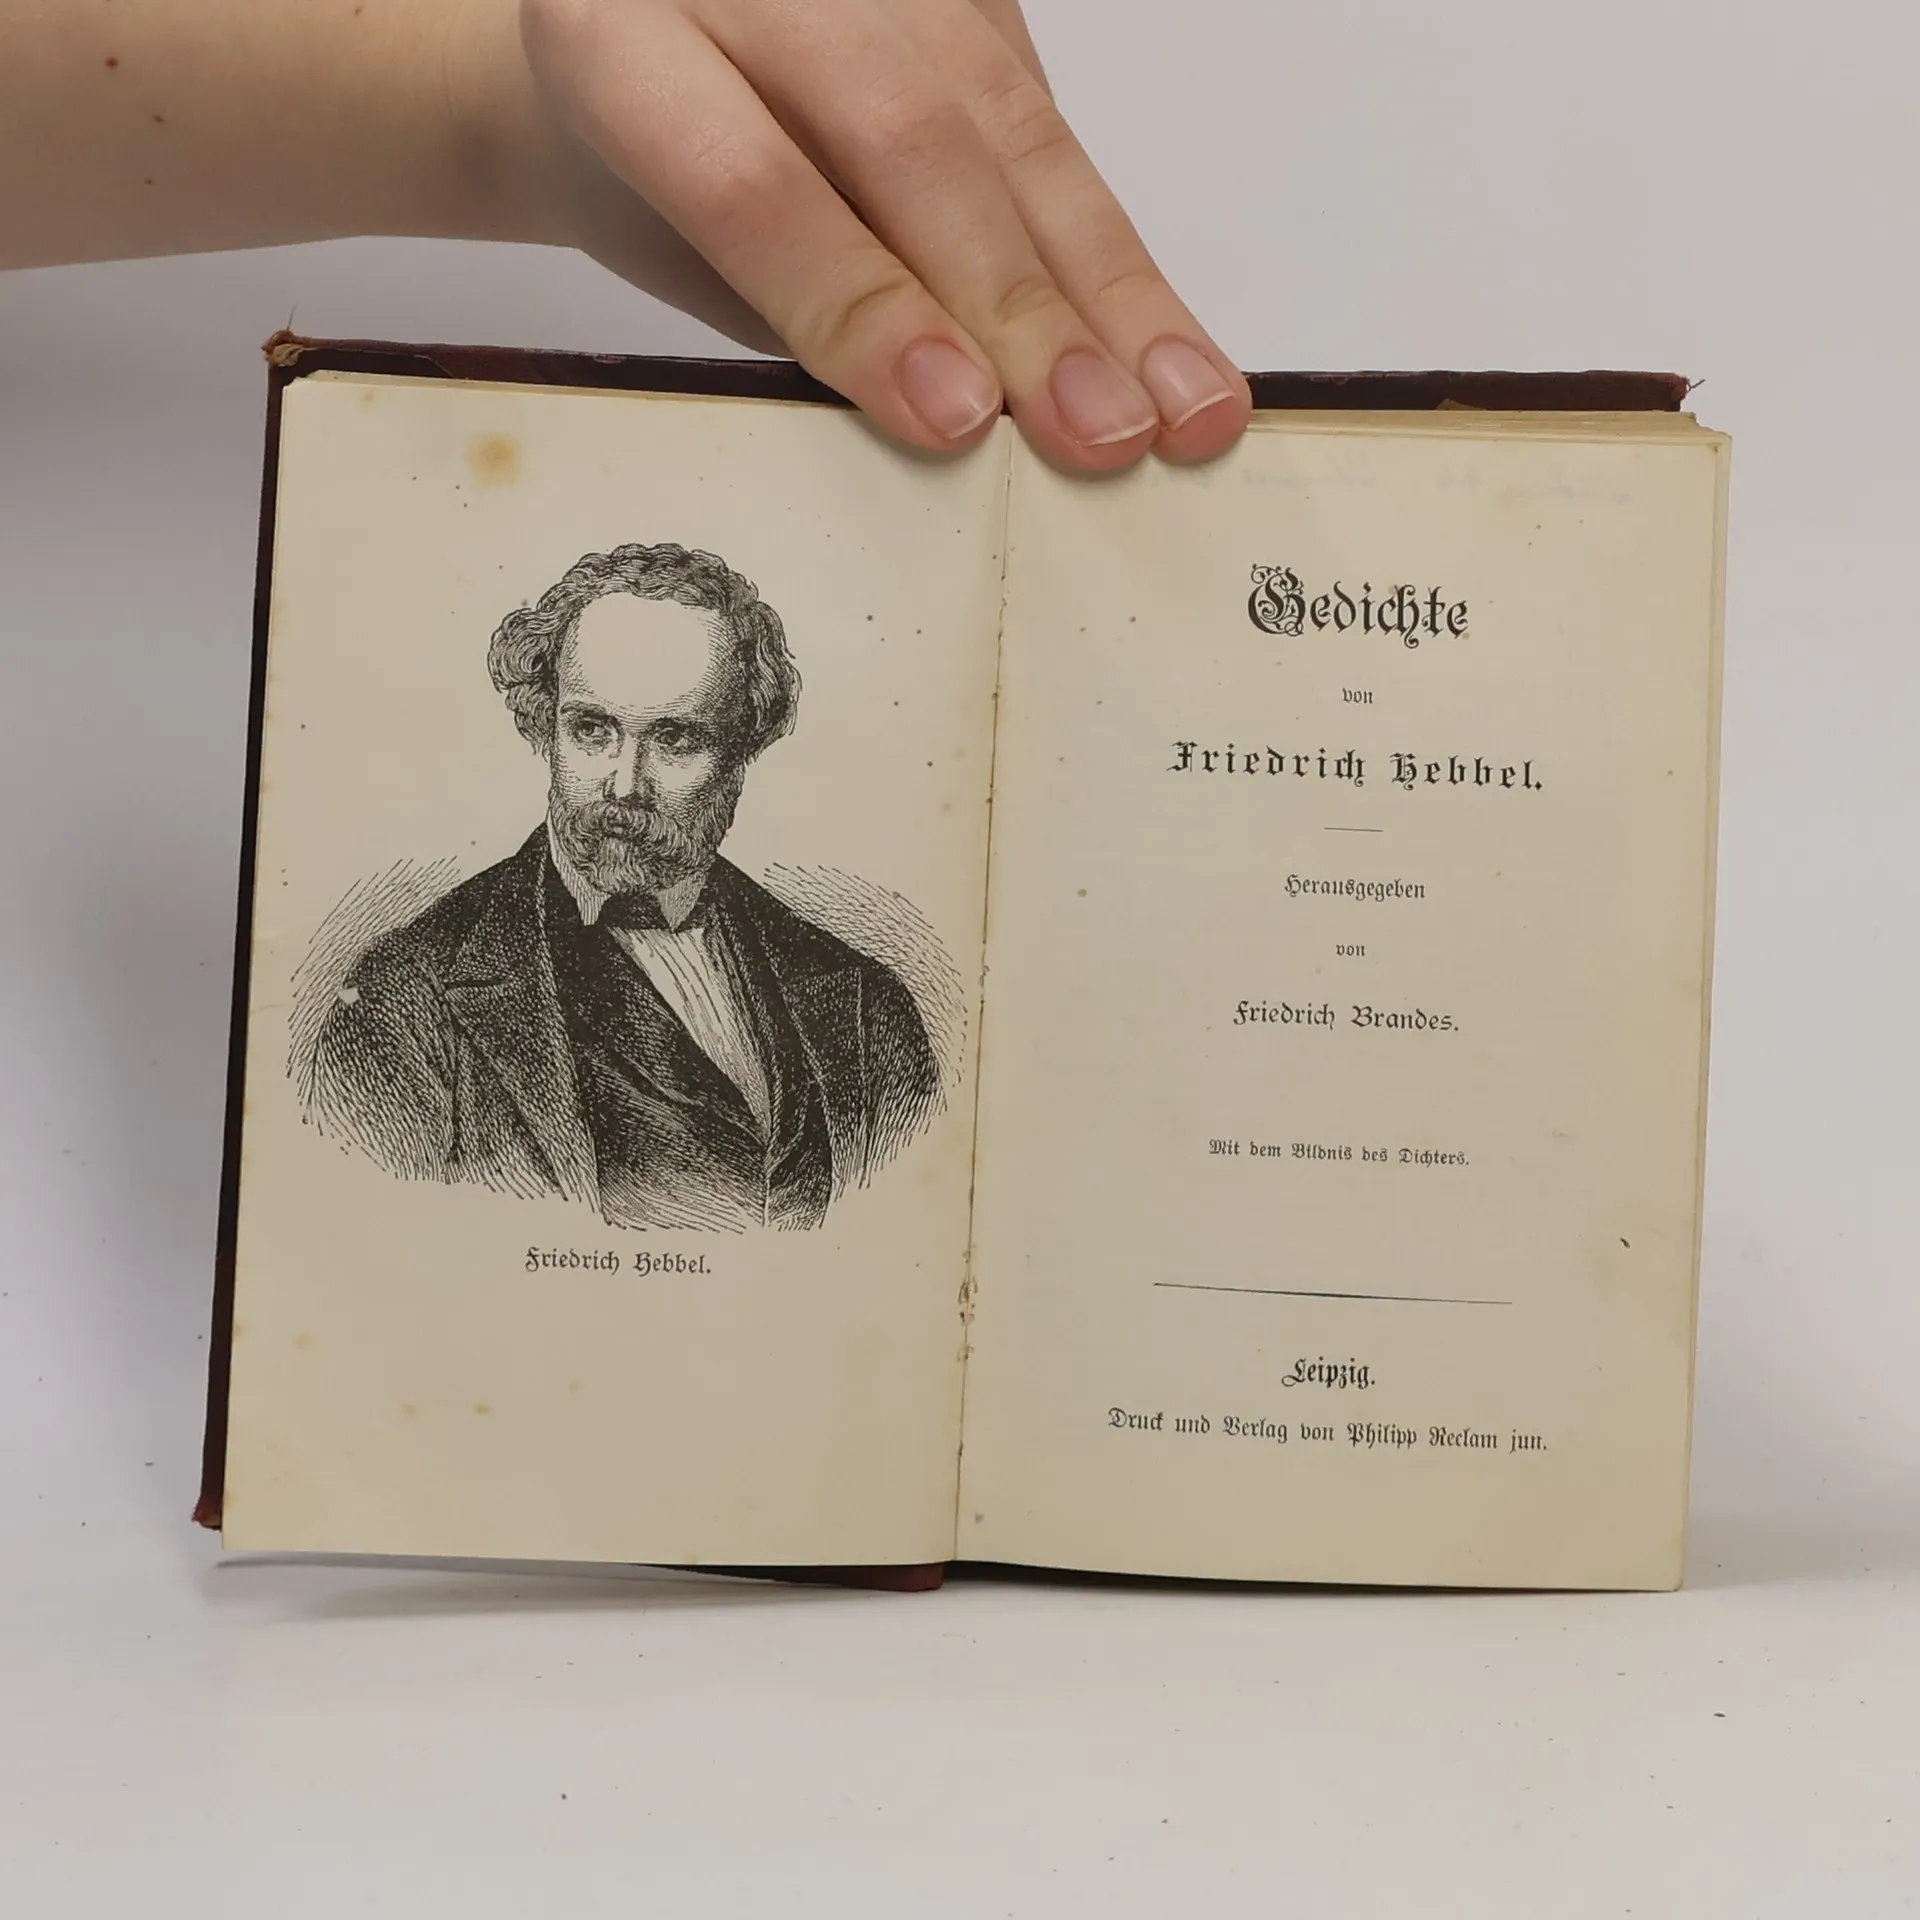 Friedrich Hebbel.
Gedichte
von
Friedrich Hebbel.
Herausgegeben
von
Friedrich Brandes.
Mit dem Bildnis des Dichters.
Leipzig.
Druck und Verlag von Philipp Reclam jun.